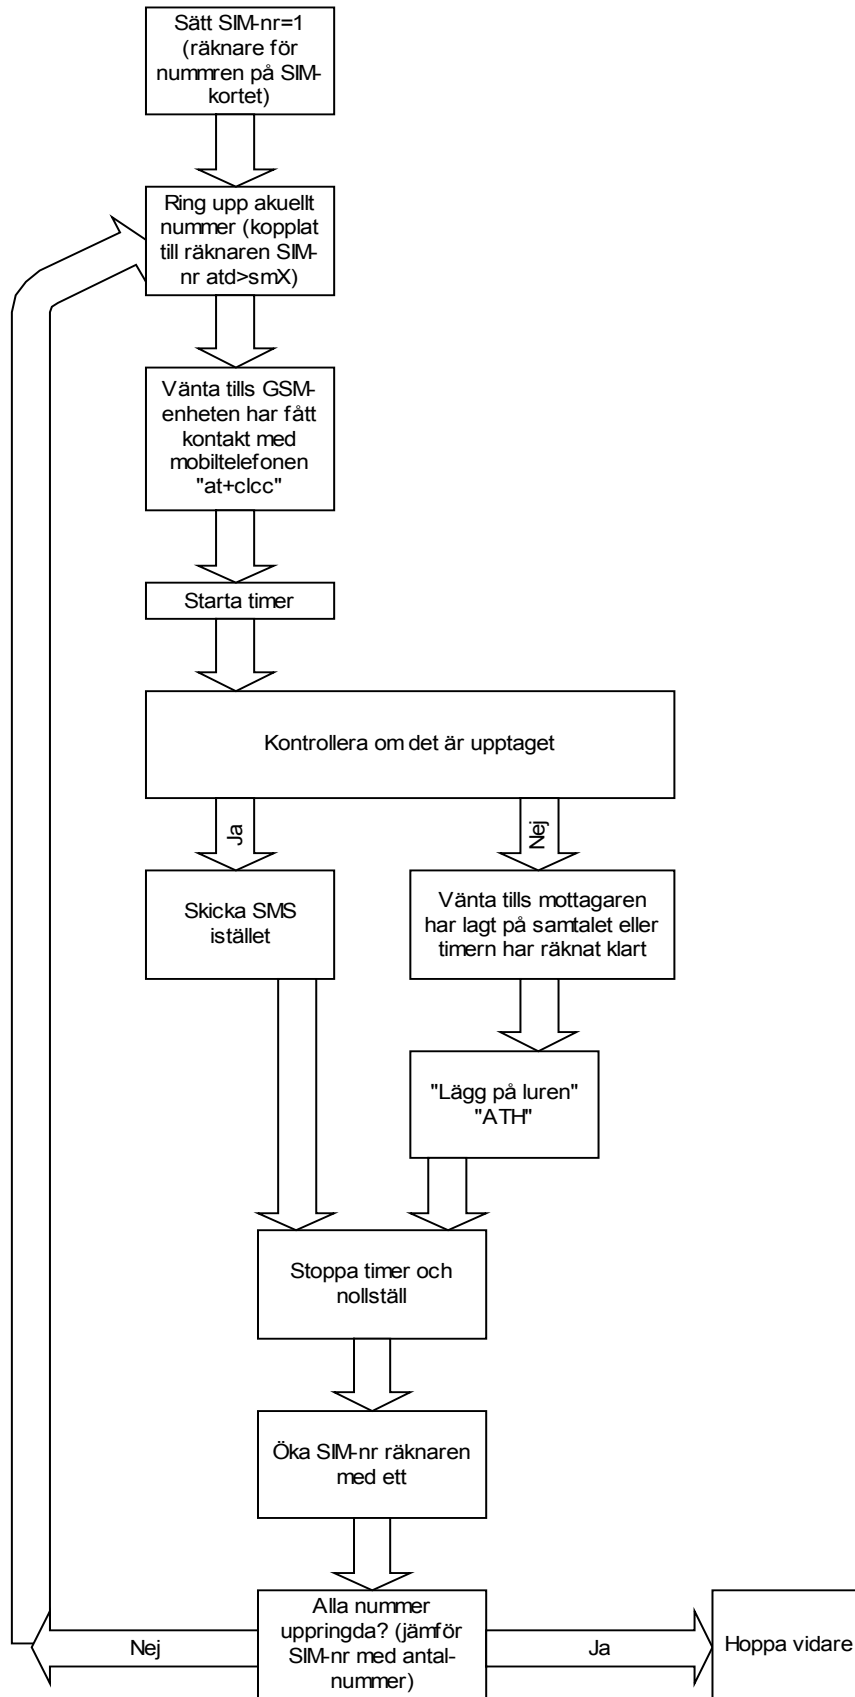 Sätt SIM-nr=1
(räknare för
nummren på SIM-
kortet)
Ring upp akuellt
nummer (kopplat
till räknaren SIM-
nr atd>smX)
Vänta tills GSM-
enheten har fått
kontakt med
mobiltelefonen
"at+clcc"
Starta timer
Kontrollera om det är upptaget
Ja
Nej
Skicka SMS
istället
Vänta tills mottagaren
har lagt på samtalet eller
timern har räknat klart
"Lägg på luren"
"ATH"
Stoppa timer och
nollställ
Öka SIM-nr räknaren
med ett
Alla nummer
uppringda? (jämför
SIM-nr med antal-
nummer)
Nej
Ja
Hoppa vidare